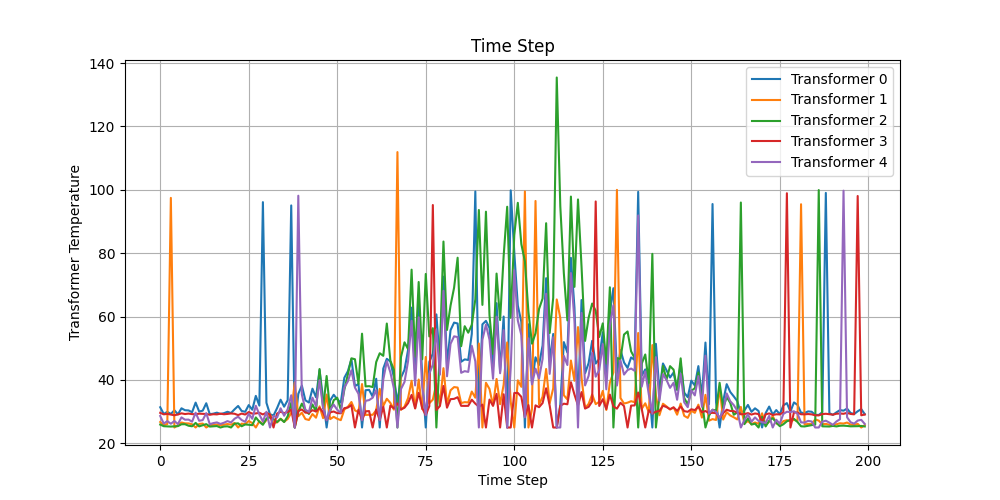 Time Step
Transformer Temperature
140
120
100
80
60
40
20
Transformer 0
Transformer 1
Transformer 2
Transformer 3
Transformer 4
0 25 50 75 100 125 150 175 200
Time Step